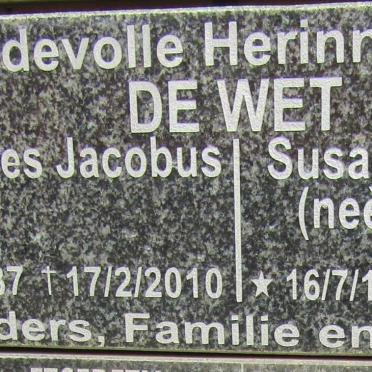 devolle Herinn
DE WET
es Jacobus Susa
(neè
37 †17/2/2010 ★ 16/7/1
ders, Familie en